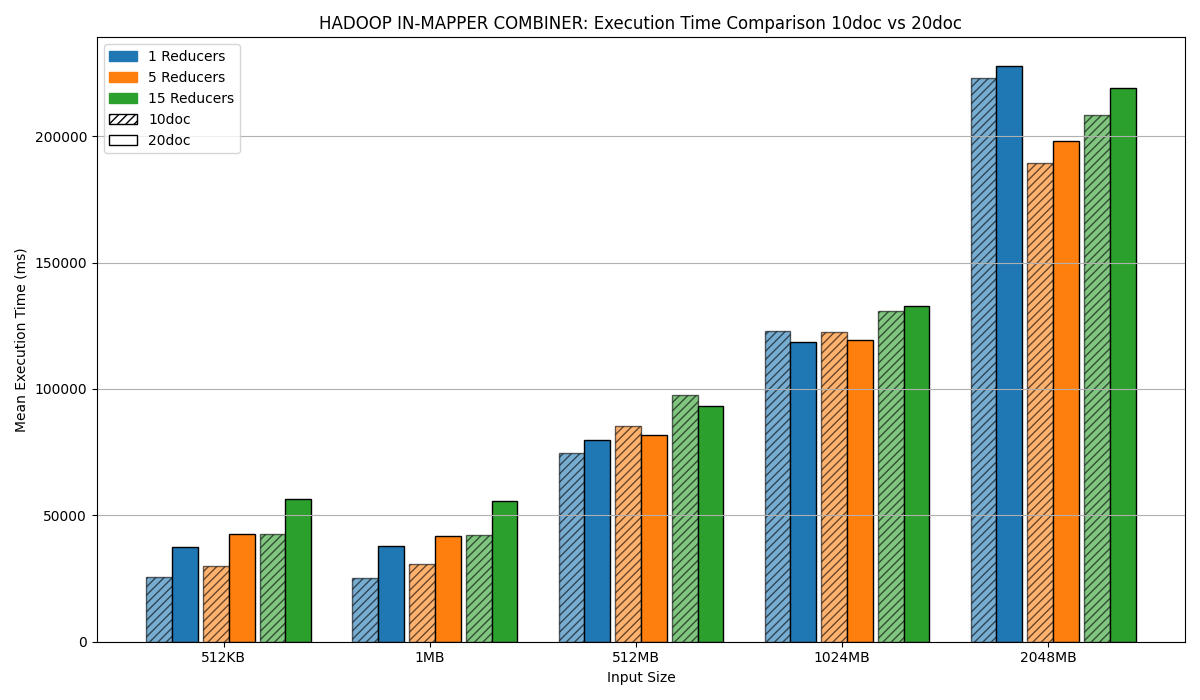 HADOOP IN-MAPPER COMBINER: Execution Time Comparison 10doc vs 20doc
1 Reducers
5 Reducers
15 Reducers
10doc
20doc
Mean Execution Time (ms)
200000
150000
100000
50000
0
512KB 1MB 512MB 1024MB 2048MB
Input Size